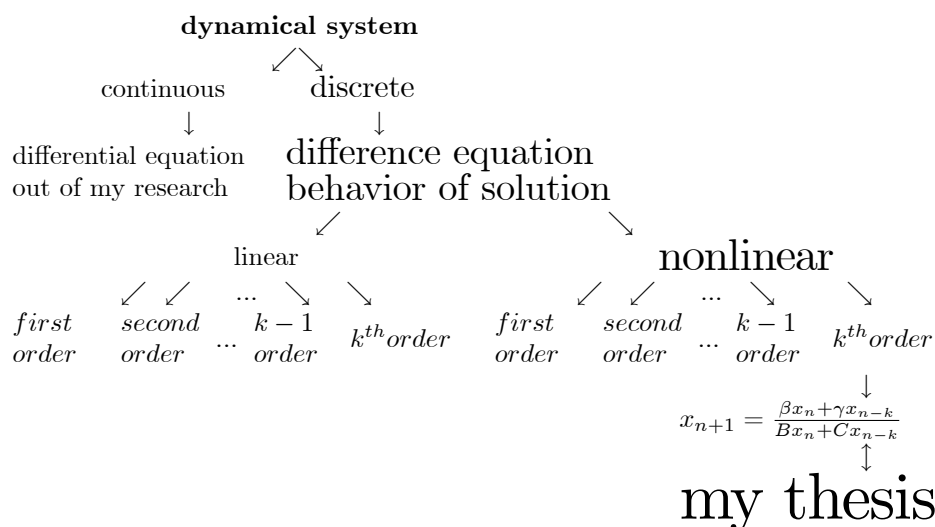 dynamical system
continuous discrete
differential equation
out of my research
difference equation
behavior of solution
linear nonlinear
... ...
first second k − 1
order order ... order k^{th}order
first second k − 1
order order ... order k^{th}order
x_{n+1} = \frac{βx_n+γx_{n−k}}{Bx_n+Cx_{n−k}}
my thesis